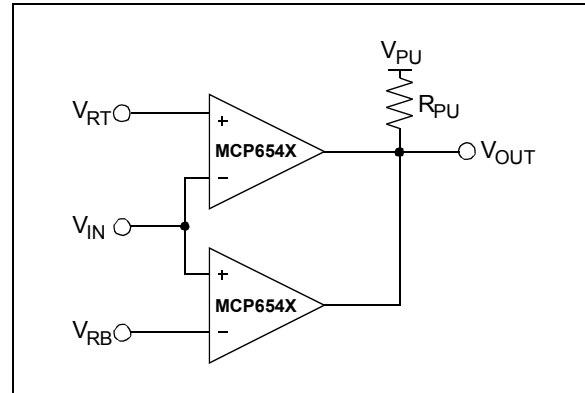 VPU
VRT
+
RPU
MCP654X
−
VOUT
VIN
+
MCP654X
VRB
−